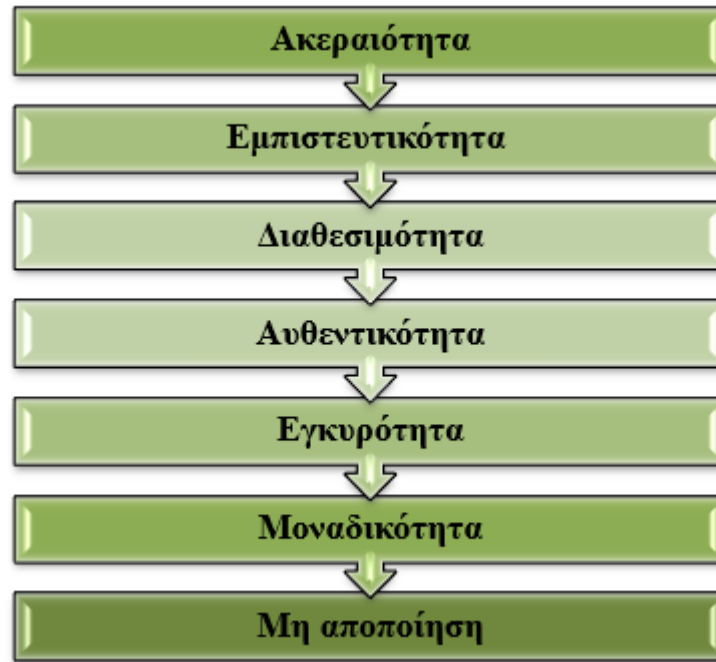 Ακεραιότητα
Εμπιστευτικότητα
Διαθεσιμότητα
Αυθεντικότητα
Εγκυρότητα
Μοναδικότητα
Μη αποποίηση